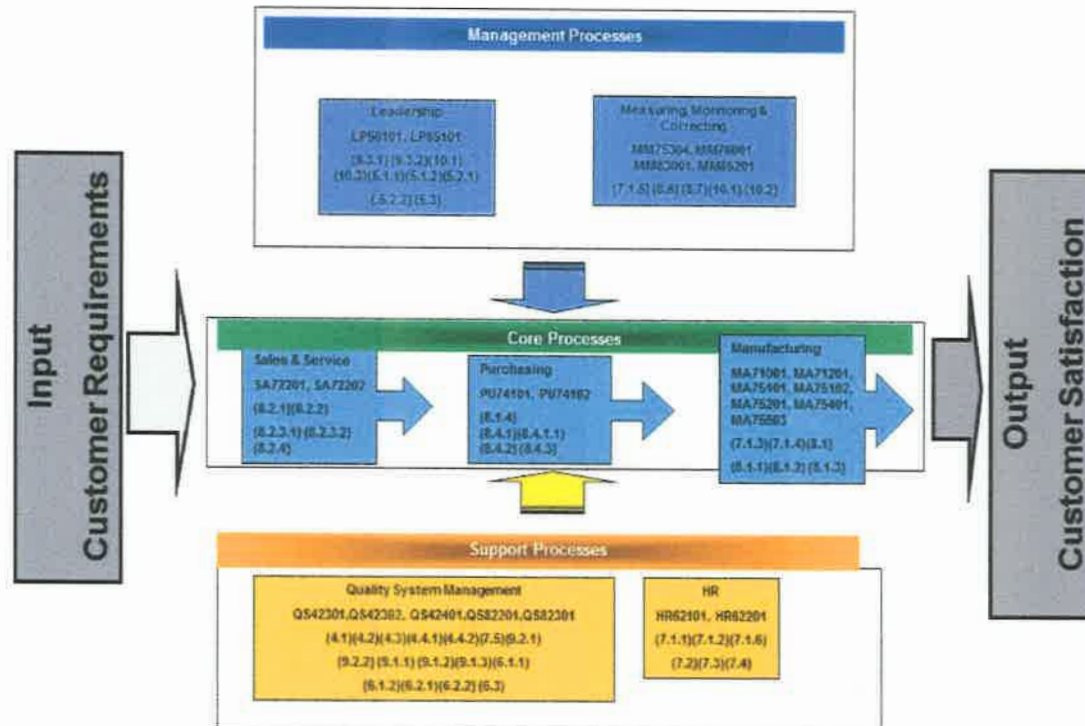 Management Processes
Leadership
LP56101, LP85101
(9.3.1) (9.3.2)(10.1)
(10.3)(5.1.1) (5.1.2)(5.2.1)
(5.2.2) (5.3)
Measuring, Monitoring &
Correcting
MM75304, MM76001
MM83001, MM85201
(7.1.5) (8.6) (8.7)(10.1) (10.2)
Input
Customer Requirements
Core Processes
Sales & Service
SA72201, SA72202
(8.2.1)(8.2.2)
(8.2.3.1) (8.2.3.2)
(8.2.4)
Purchasing
PU74101, PU74102
(8.1.4)
(8.4.1)(8.4.1.1)
(8.4.2) (8.4.3)
Manufacturing
MA71001, MA71201,
MA75101, MA75102,
MA75201, MA75401,
MA75503
(7.1.3)(7.1.4)(8.1)
(8.1.1)(8.1.2) (8.1.3)
Output
Customer Satisfaction
Support Processes
Quality System Management
QS42301,QS42302, QS42401,QS82201,QS82301
(4.1)(4.2)(4.3)(4.4.1)(4.4.2)(7.5)(9.2.1)
(9.2.2) (9.1.1) (9.1.2)(9.1.3)(6.1.1)
(6.1.2)(6.2.1)(6.2.2) (6.3)
HR
HR62101, HR62201
(7.1.1)(7.1.2)(7.1.6)
(7.2)(7.3)(7.4)